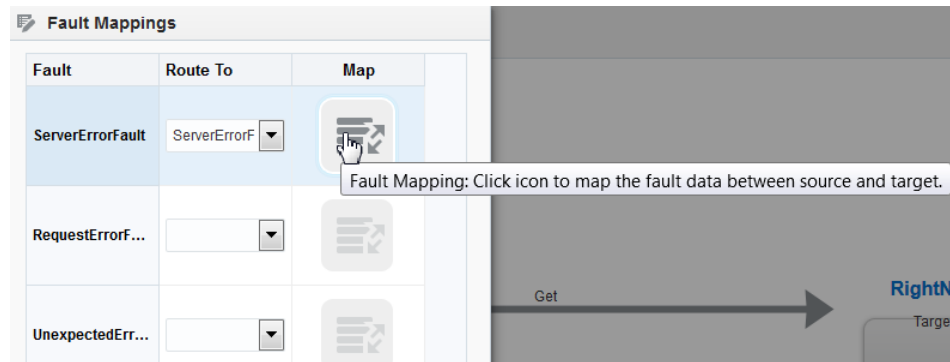 Fault Mappings
Fault Route To Map
ServerErrorFault ServerErrorF
Fault Mapping: Click icon to map the fault data between source and target.
RequestErrorF...
Get
RightN
Targe
UnexpectedErr...